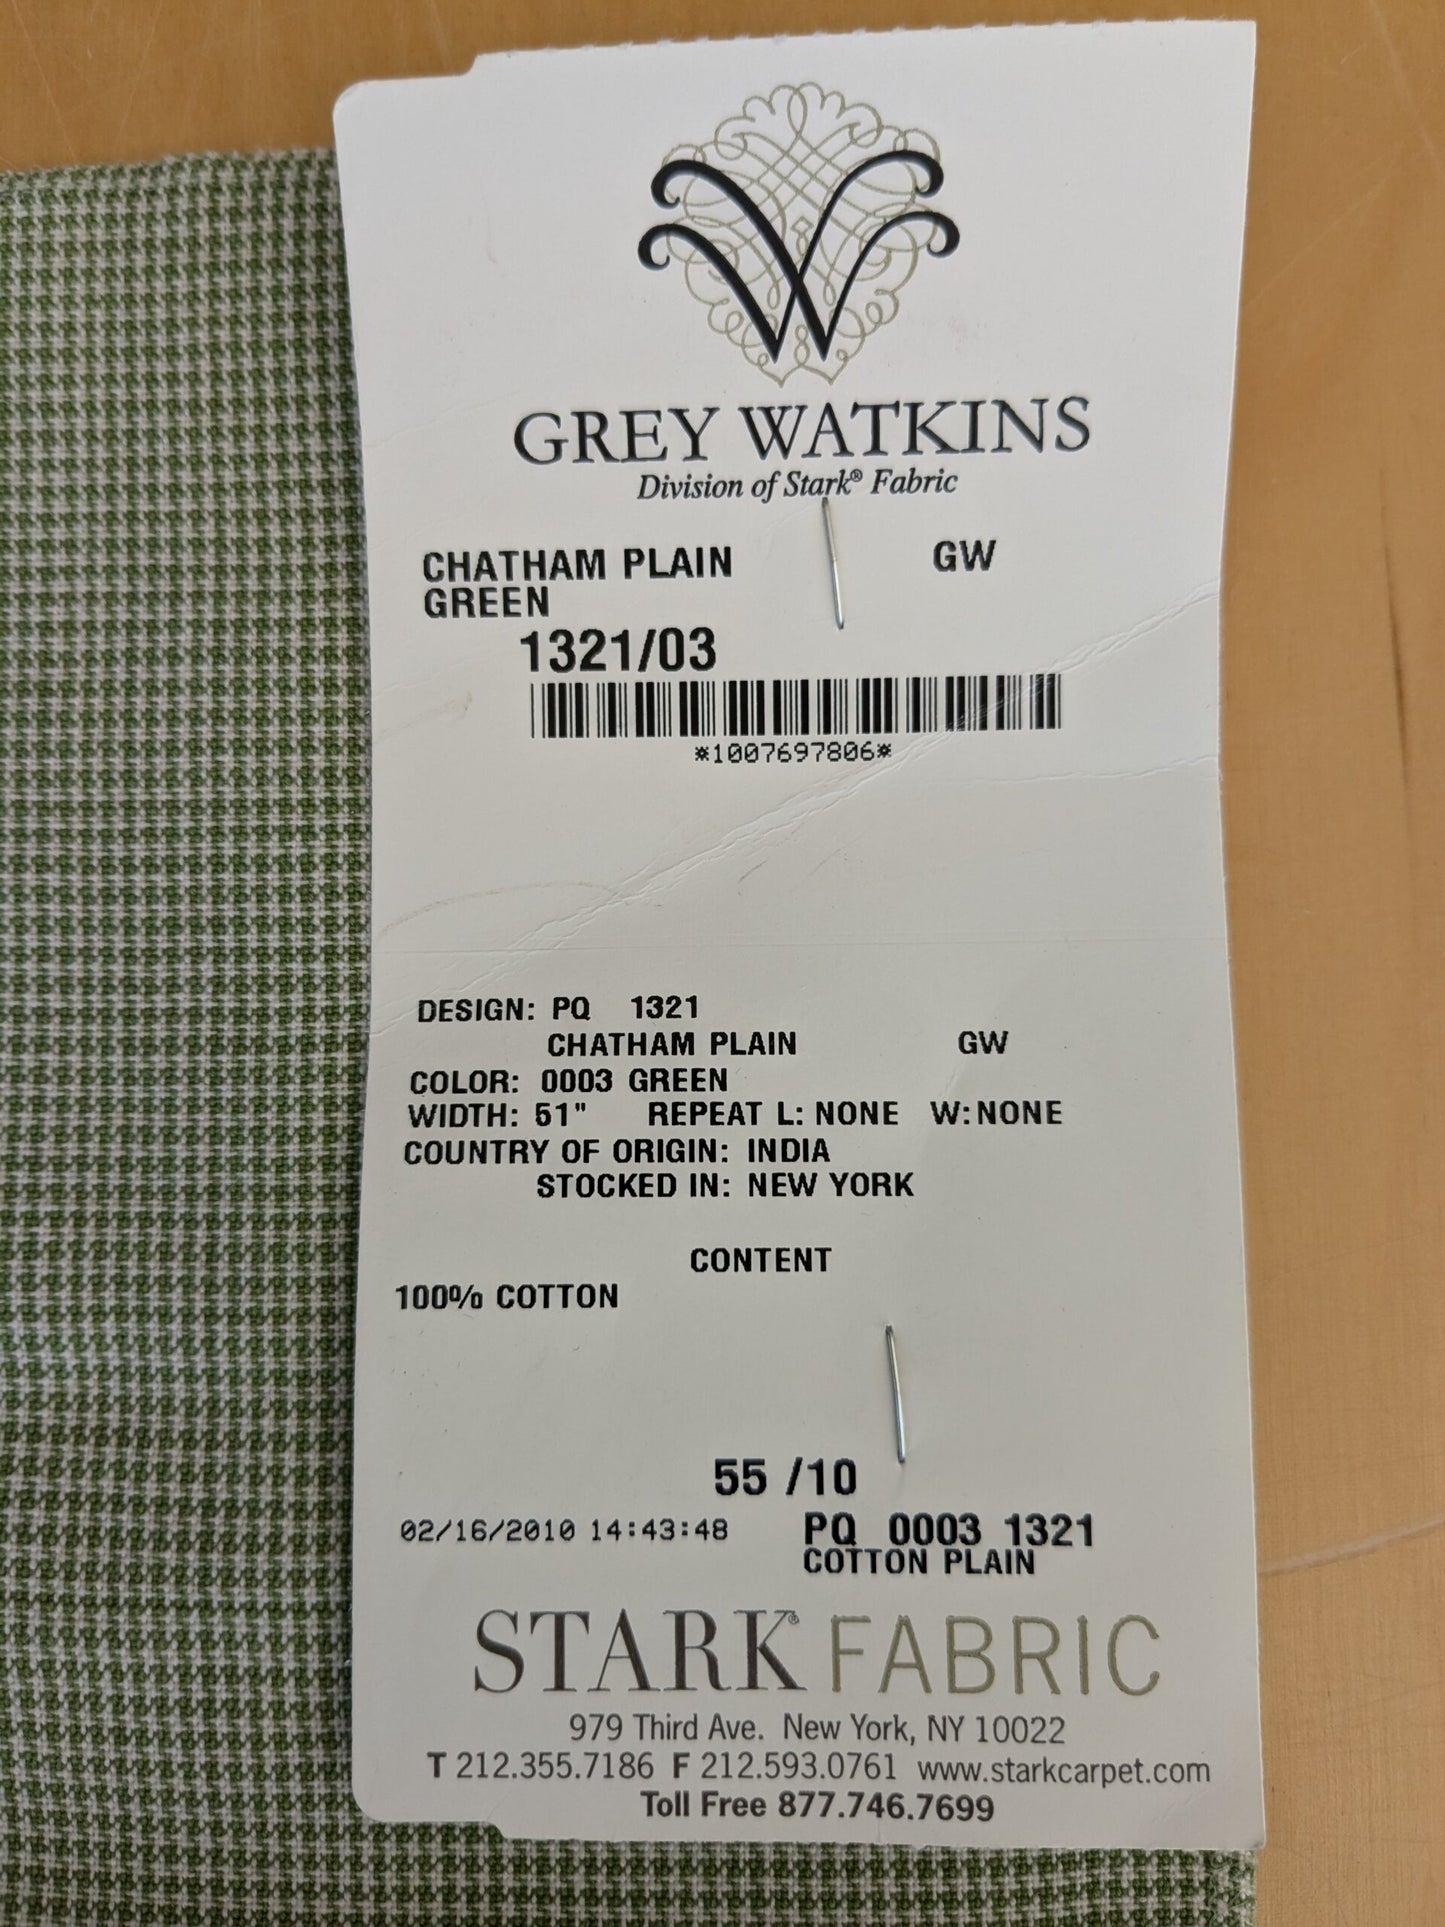 W
GREY WATKINS
Division of Stark® Fabric
CHATHAM PLAIN GW
GREEN
1321/03
*1007697806*
DESIGN: PQ 1321
CHATHAM PLAIN GW
COLOR: 0003 GREEN
WIDTH: 51" REPEAT L: NONE W:NONE
COUNTRY OF ORIGIN: INDIA
STOCKED IN: NEW YORK
CONTENT
100% COTTON
55 /10
02/16/2010 14:43:48 PQ 0003 1321
COTTON PLAIN
STARK® FABRIC
979 Third Ave. New York, NY 10022
T 212.355.7186 F 212.593.0761 www.starkcarpet.com
Toll Free 877.746.7699